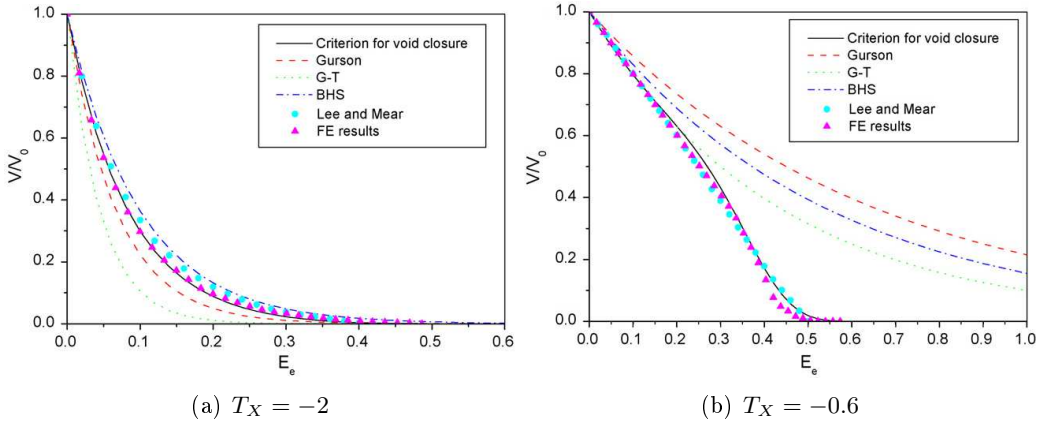 1.0
0.8
0.6
0.4
0.2
0.0
V/V₀
0.0 0.1 0.2 0.3 0.4 0.5 0.6
Eₑ
Criterion for void closure
Gurson
G-T
BHS
Lee and Mear
FE results
(a) T_X = −2
1.0
0.8
0.6
0.4
0.2
0.0
V/V₀
0.0 0.1 0.2 0.3 0.4 0.5 0.6 0.7 0.8 0.9 1.0
Eₑ
Criterion for void closure
Gurson
G-T
BHS
Lee and Mear
FE results
(b) T_X = −0.6